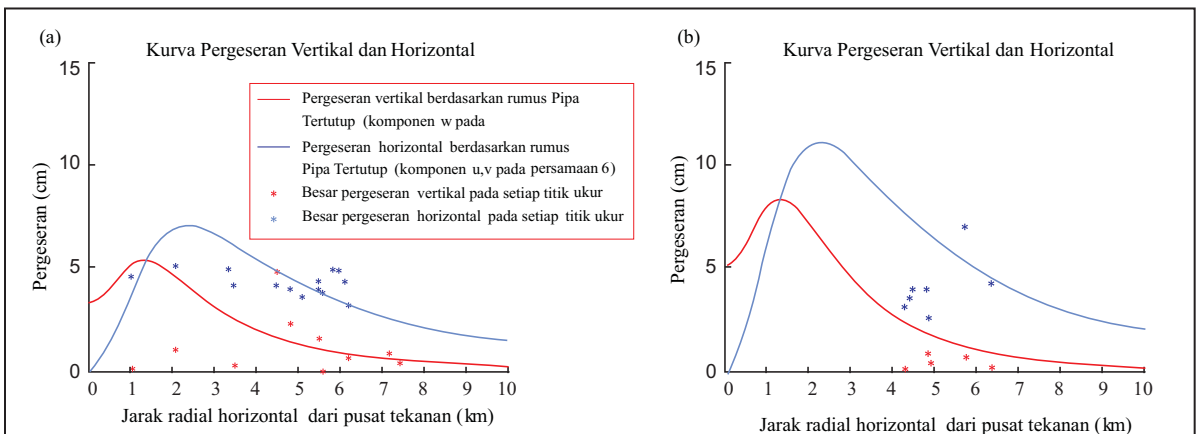 (a)
Kurva Pergeseran Vertikal dan Horizontal
15
10
5
0
Pergeseran (cm)
Pergeseran vertikal berdasarkan rumus Pipa
Tertutup (komponen w pada
Pergeseran horizontal berdasarkan rumus
Pipa Tertutup (komponen u,v pada persamaan 6)
* Besar pergeseran vertikal pada setiap titik ukur
* Besar pergeseran horizontal pada setiap titik ukur
0 1 2 3 4 5 6 7 8 9 10
Jarak radial horizontal dari pusat tekanan (km)
(b)
Kurva Pergeseran Vertikal dan Horizontal
15
10
5
0
Pergeseran (cm)
0 1 2 3 4 5 6 7 8 9 10
Jarak radial horizontal dari pusat tekanan (km)